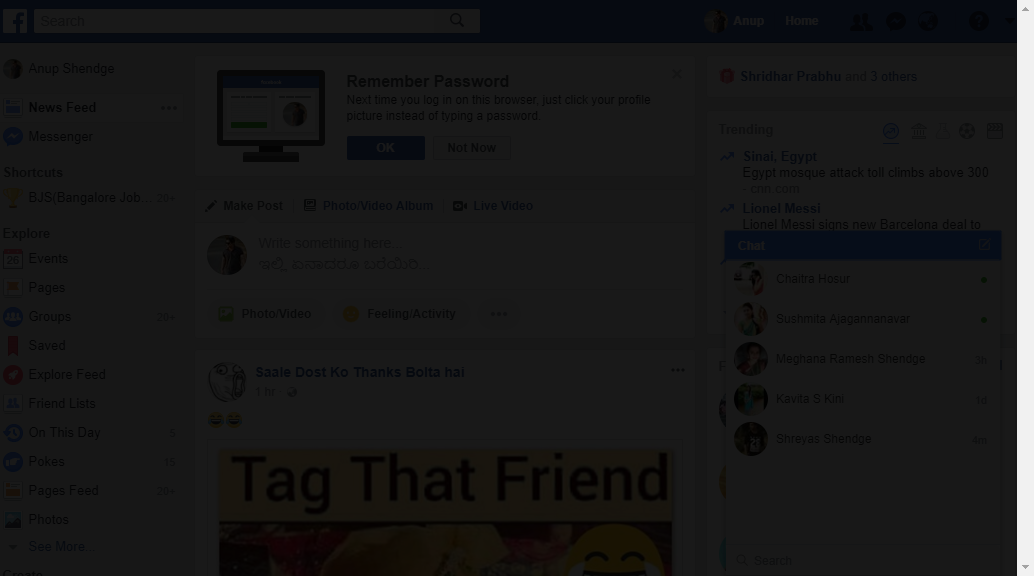 Search
Anup
Home
Anup Shendge
News Feed
Messenger
Shortcuts
BJS(Bangalore Job... 20+
Explore
28 Events
Pages
Groups 20+
Saved
Explore Feed
Friend Lists
On This Day 5
Pokes 15
Pages Feed 20+
Photos
See More...
Create
Remember Password
Next time you log in on this browser, just click your profile
picture instead of typing a password.
OK
Not Now
Make Post
Photo/Video Album
Live Video
Write something here...
Photo/Video
Feeling/Activity
Saale Dost Ko Thanks Bolta hai
1 hr
Tag That Friend
Shridhar Prabhu and 3 others
Trending
Sinai, Egypt
Egypt mosque attack toll climbs above 300
- cnn.com
Lionel Messi
Lionel Messi signs new Barcelona deal to
Chat
Chaitra Hosur
Sushmita Ajagannanavar
Meghana Ramesh Shendge 3h
Kavita S Kini 1d
Shreyas Shendge 4m
Search